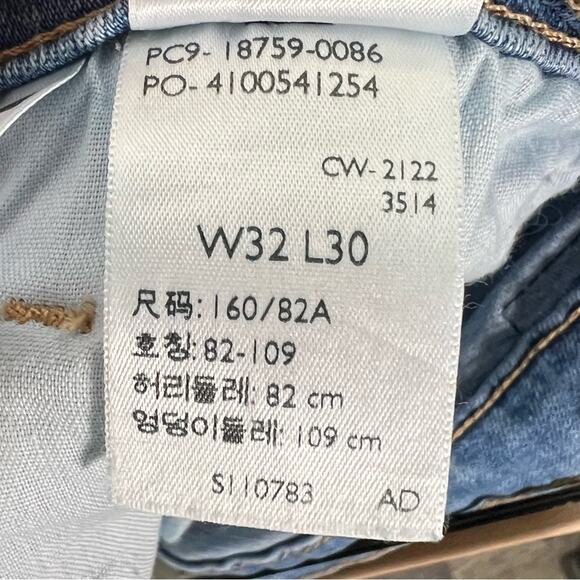 PC9- 18759-0086
PO- 4100541254
CW- 2122
3514
W32 L30
尺码: 160/82A
호칭: 82-109
허리둘레: 82 cm
엉덩이둘레: 109 cm
S110783 AD